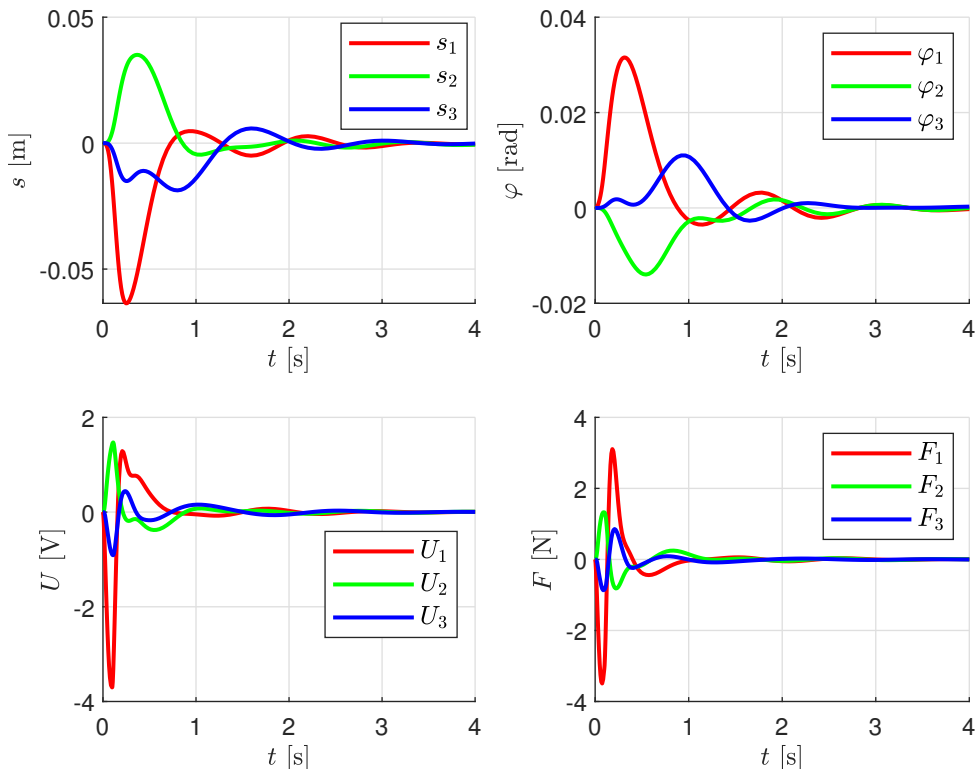 0.05
0
-0.05
s [m]
s₁
s₂
s₃
0
1
2
3
4
t [s]
0.04
0.02
0
-0.02
φ [rad]
φ₁
φ₂
φ₃
0
1
2
3
4
t [s]
2
0
-2
-4
U [V]
U₁
U₂
U₃
0
1
2
3
4
t [s]
4
2
0
-2
-4
F [N]
F₁
F₂
F₃
0
1
2
3
4
t [s]